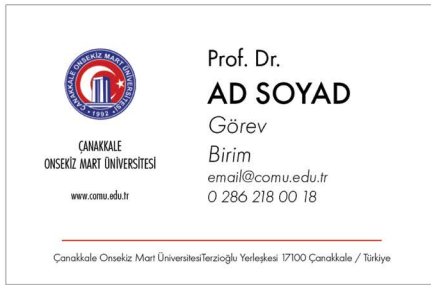 ÇANAKKALE ONSEKİZ MART ÜNİVERSİTESİ
• 1992 •
ÇANAKKALE
ONSEKİZ MART ÜNİVERSİTESİ
www.comu.edu.tr
Prof. Dr.
AD SOYAD
Görev
Birim
email@comu.edu.tr
0 286 218 00 18
Çanakkale Onsekiz Mart ÜniversitesiTerzioğlu Yerleşkesi 17100 Çanakkale / Türkiye